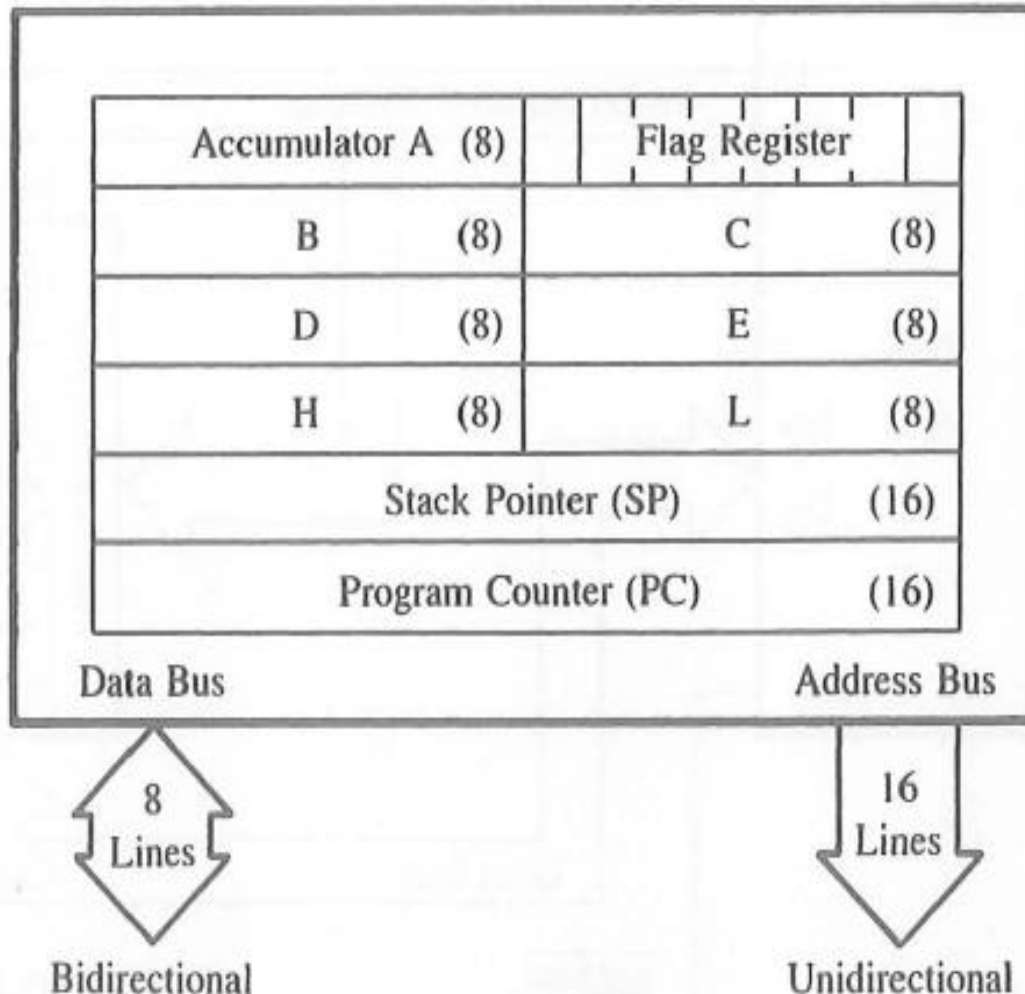 Accumulator A (8) Flag Register
B (8) C (8)
D (8) E (8)
H (8) L (8)
Stack Pointer (SP) (16)
Program Counter (PC) (16)
Data Bus Address Bus
8 16
Lines Lines
Bidirectional Unidirectional